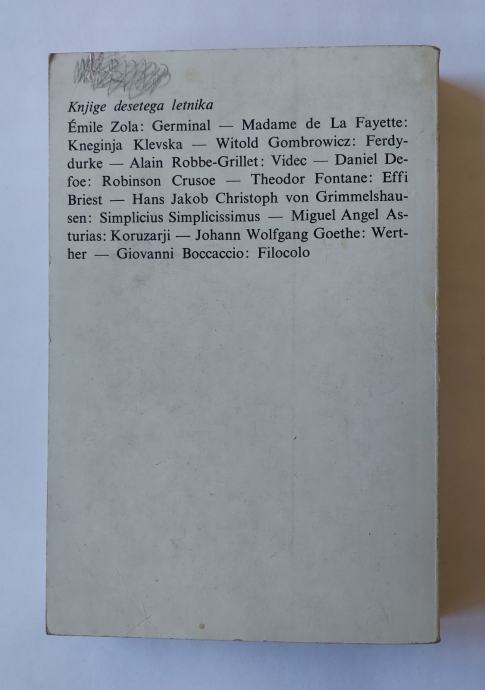 Knjige desetega letnika
Émile Zola: Germinal — Madame de La Fayette:
Kneginja Klevska — Witold Gombrowicz: Ferdy-
durke — Alain Robbe-Grillet: Videc — Daniel De-
foe: Robinson Crusoe — Theodor Fontane: Effi
Briest — Hans Jakob Christoph von Grimmelshau-
sen: Simplicius Simplicissimus — Miguel Angel As-
turias: Koruzarji — Johann Wolfgang Goethe: Wert-
her — Giovanni Boccaccio: Filocolo